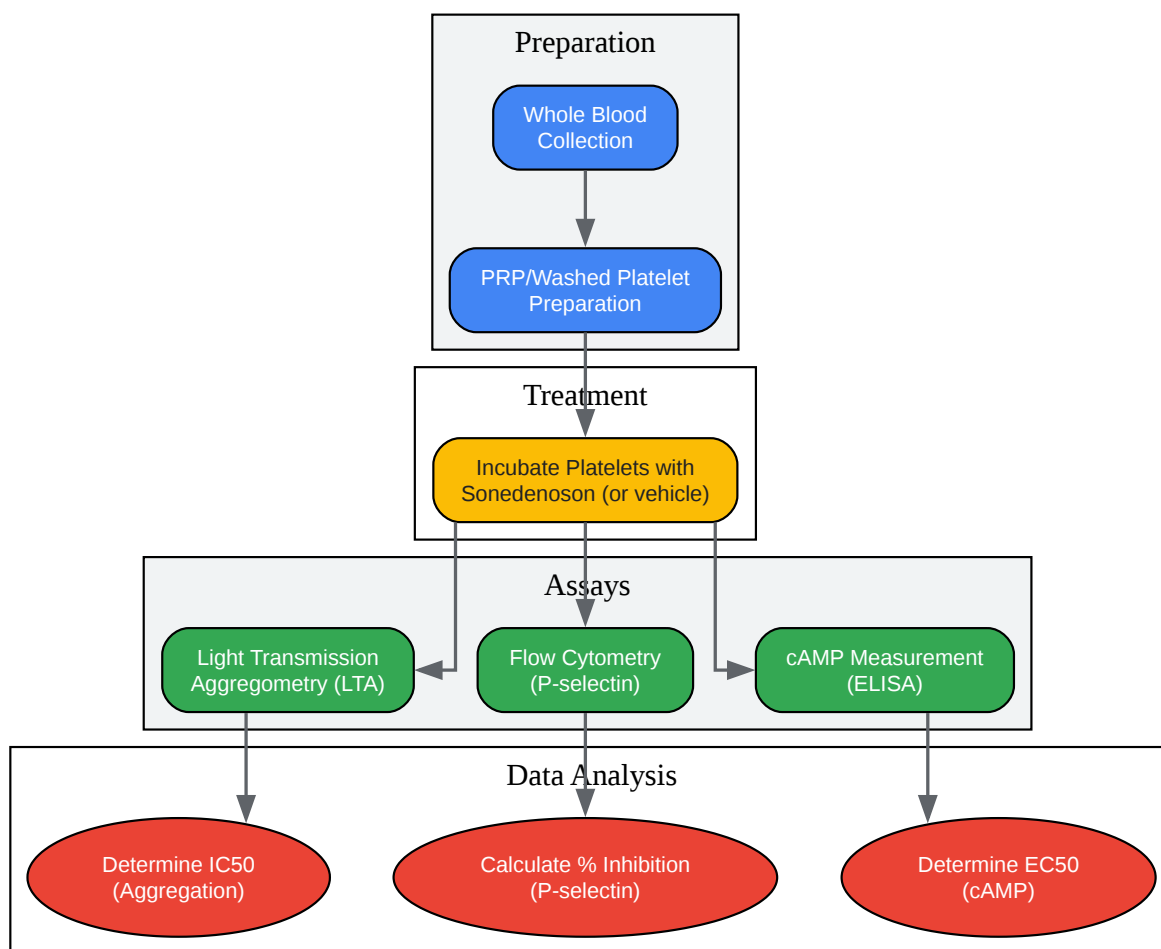 Preparation
Whole Blood
Collection
PRP/Washed Platelet
Preparation
Treatment
Incubate Platelets with
Sonedenoson (or vehicle)
Assays
Light Transmission
Aggregometry (LTA)
Flow Cytometry
(P-selectin)
cAMP Measurement
(ELISA)
Data Analysis
Determine IC50
(Aggregation)
Calculate % Inhibition
(P-selectin)
Determine EC50
(cAMP)